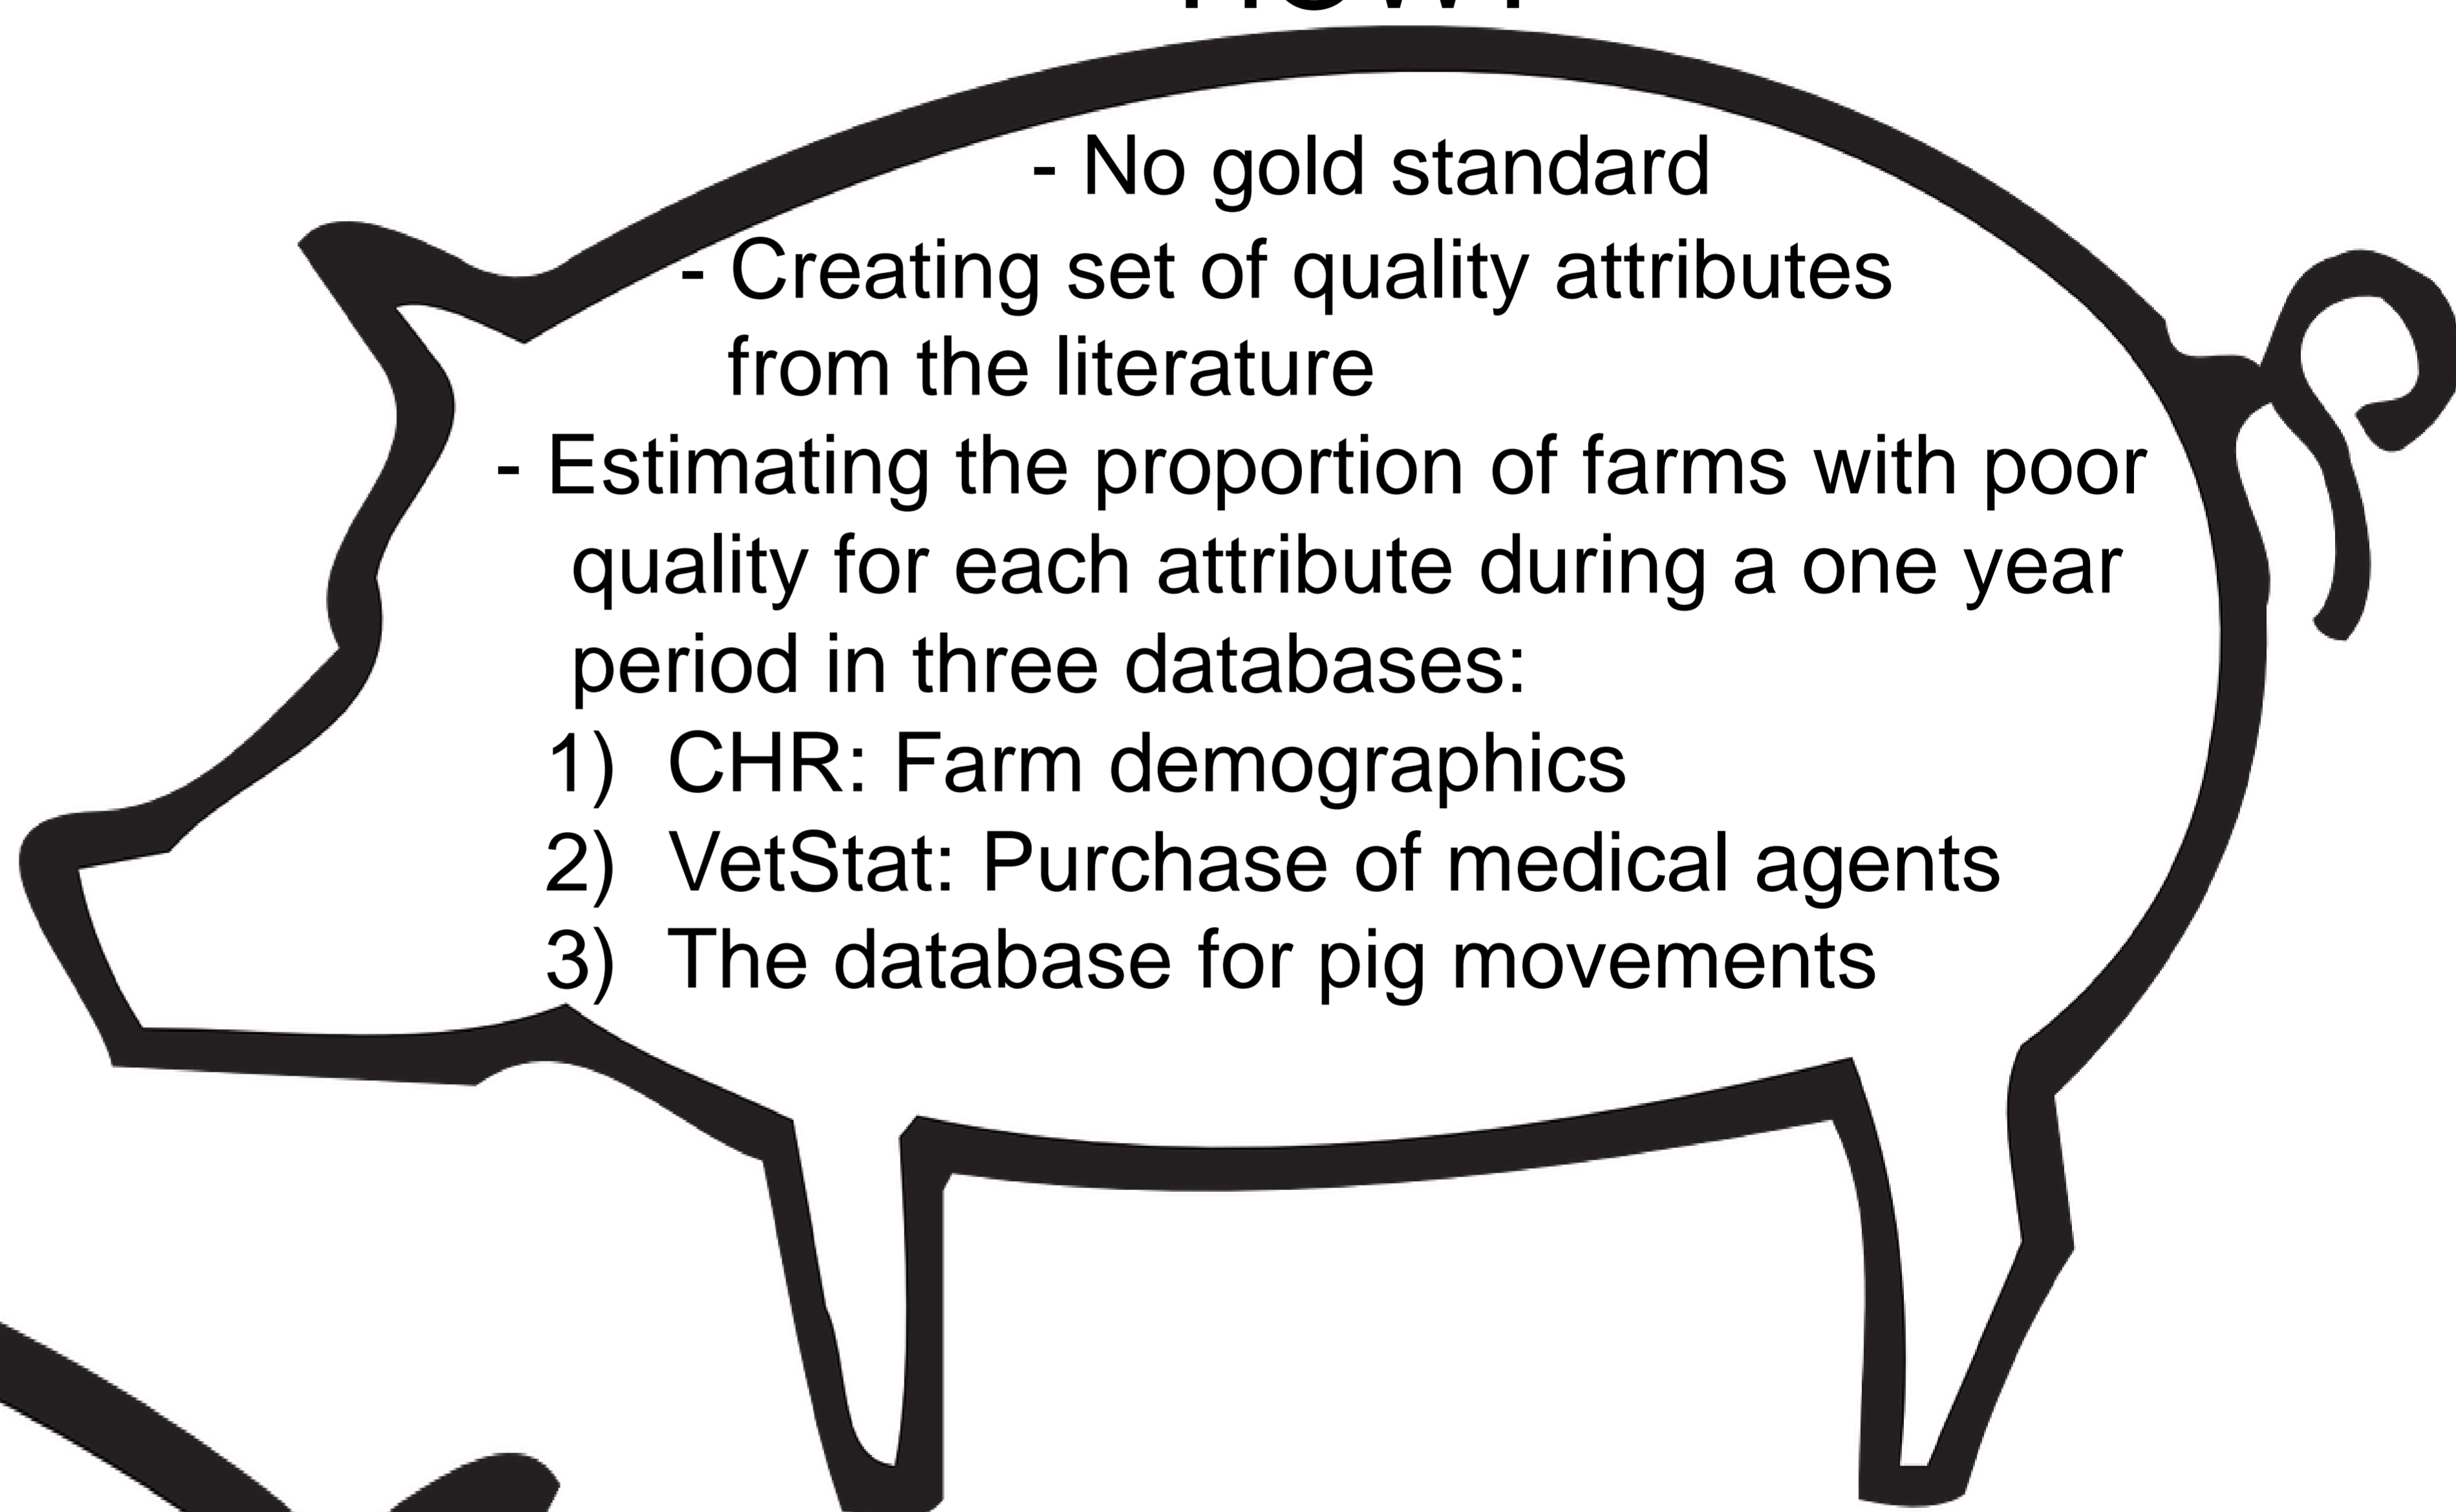 - No gold standard
- Creating set of quality attributes
from the literature
- Estimating the proportion of farms with poor
quality for each attribute during a one year
period in three databases:
1) CHR: Farm demographics
2) VetStat: Purchase of medical agents
3) The database for pig movements